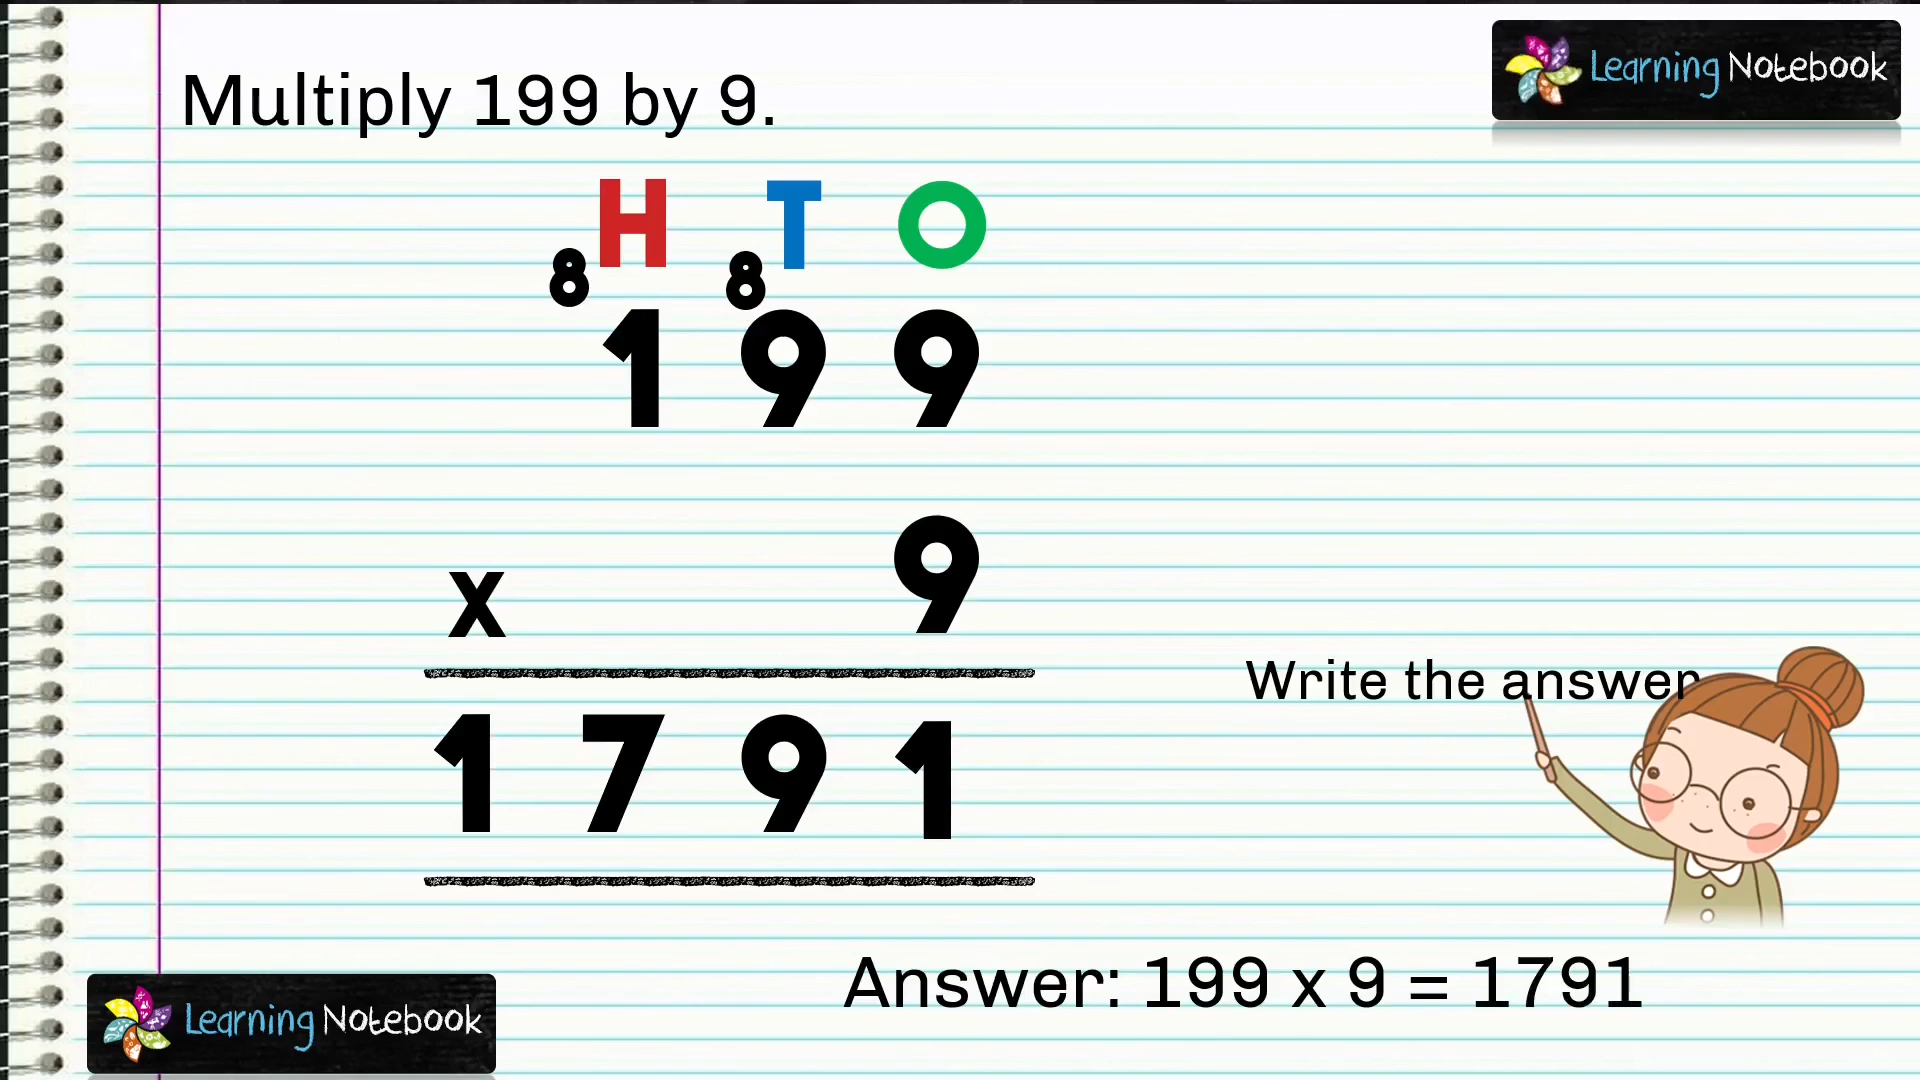 Learning Notebook
Multiply 199 by 9.
H T O
8 8
1 9 9
x 9
Write the answer
1 7 9 1
Answer: 199 x 9 = 1791
Learning Notebook